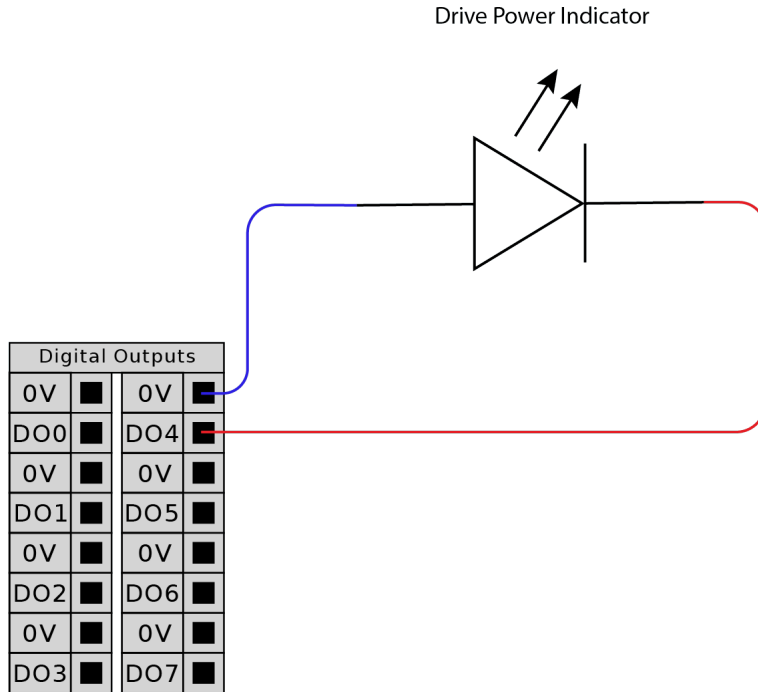 Drive Power Indicator
Digital Outputs
0V 0V
DO0 DO4
0V 0V
DO1 DO5
0V 0V
DO2 DO6
0V 0V
DO3 DO7